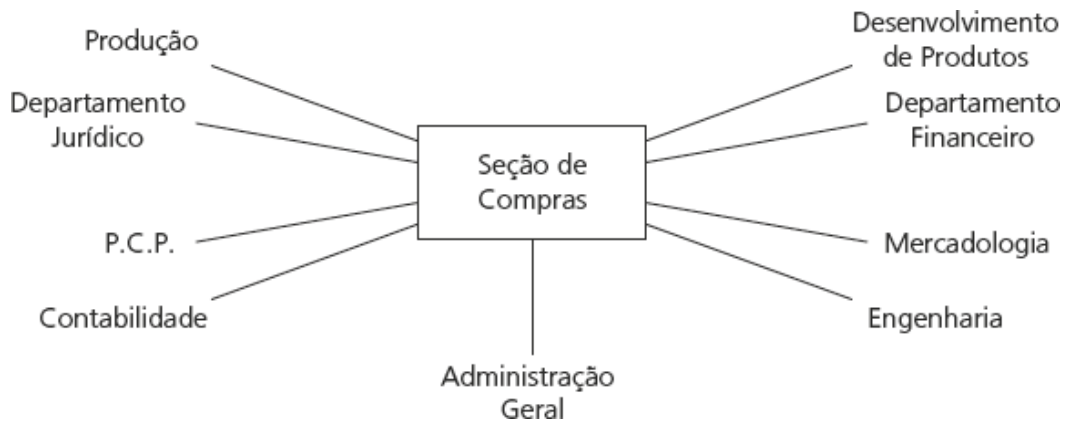 Produção
Departamento
Jurídico
P.C.P.
Contabilidade
Seção de
Compras
Administração
Geral
Desenvolvimento
de Produtos
Departamento
Financeiro
Mercadologia
Engenharia